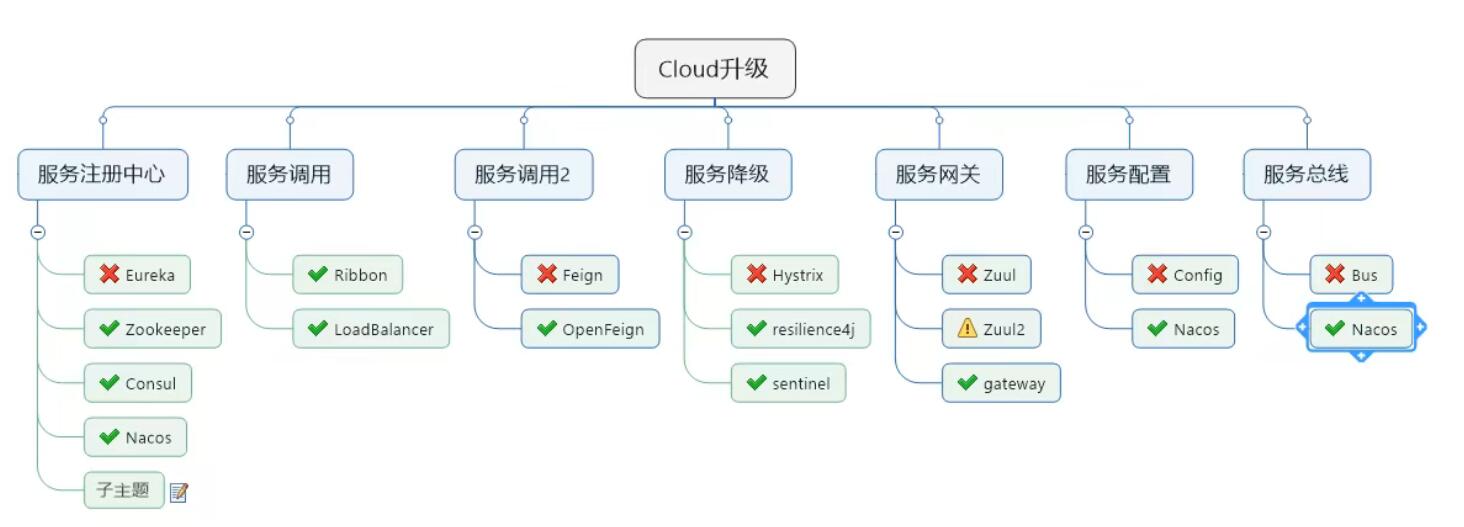 Cloud升级
服务注册中心
服务调用
服务调用2
服务降级
服务网关
服务配置
服务总线
Eureka
Zookeeper
Consul
Nacos
子主题
Ribbon
LoadBalancer
Feign
OpenFeign
Hystrix
resilience4j
sentinel
Zuul
Zuul2
gateway
Config
Nacos
Bus
Nacos